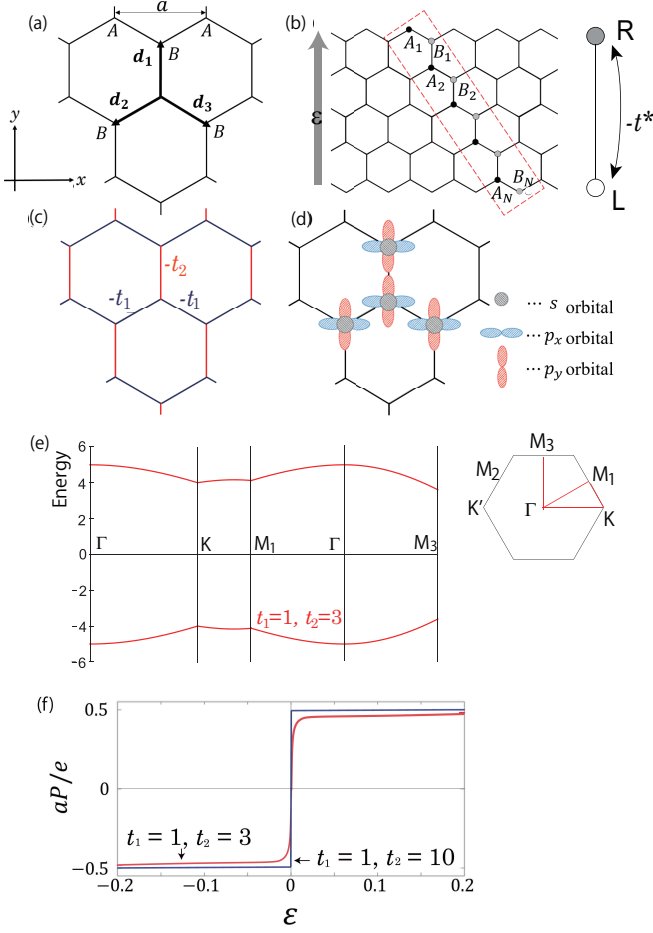 (a)
a
A
A
d1
B
d2
d3
B
B
y
x
(b)
ε
ε
A1
B1
A2
B2
AN
BN
R
-t*
L
(c)
-t2
-t1
-t1
(d)
··· s orbital
··· px orbital
··· py orbital
(e)
Energy
6
4
2
0
-2
-4
-6
Γ
K
M1
Γ
M3
t1=1, t2=3
M3
M2
M1
K'
Γ
K
(f)
aP/e
0.5
0
−0.5
t1 = 1, t2 = 3
t1 = 1, t2 = 10
−0.2
−0.1
0
0.1
0.2
ε